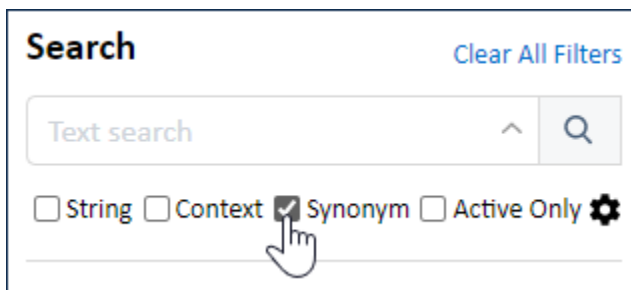 Search
Clear All Filters
Text search
String Context Synonym Active Only